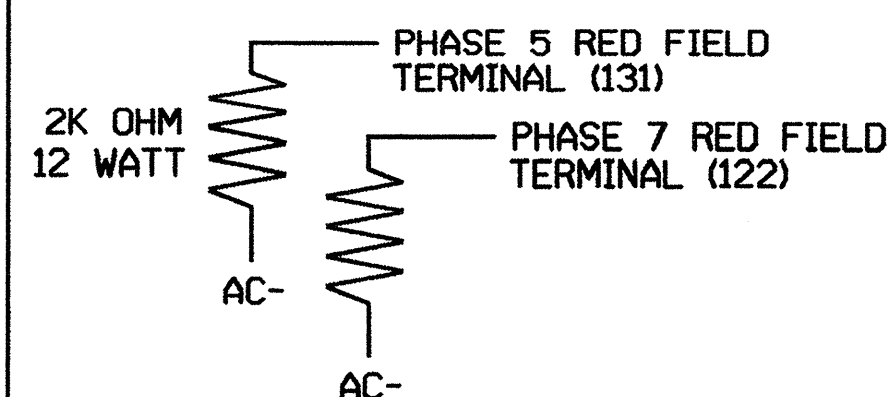 PHASE 5 RED FIELD
TERMINAL (131)
2K OHM
12 WATT
PHASE 7 RED FIELD
TERMINAL (122)
AC-
AC-